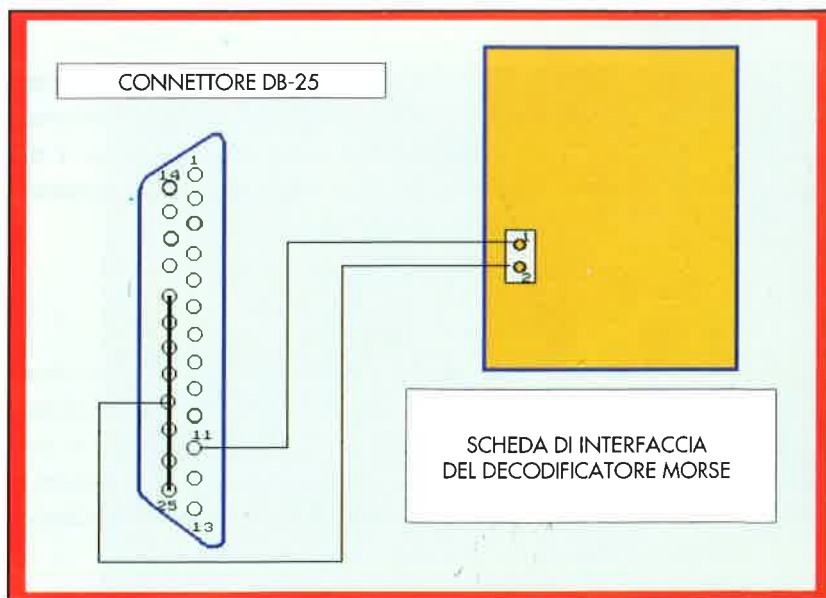 CONNETTORE DB-25
1
14
1
2
11
25
13
SCHEDA DI INTERFACCIA
DEL DECODIFICATORE MORSE